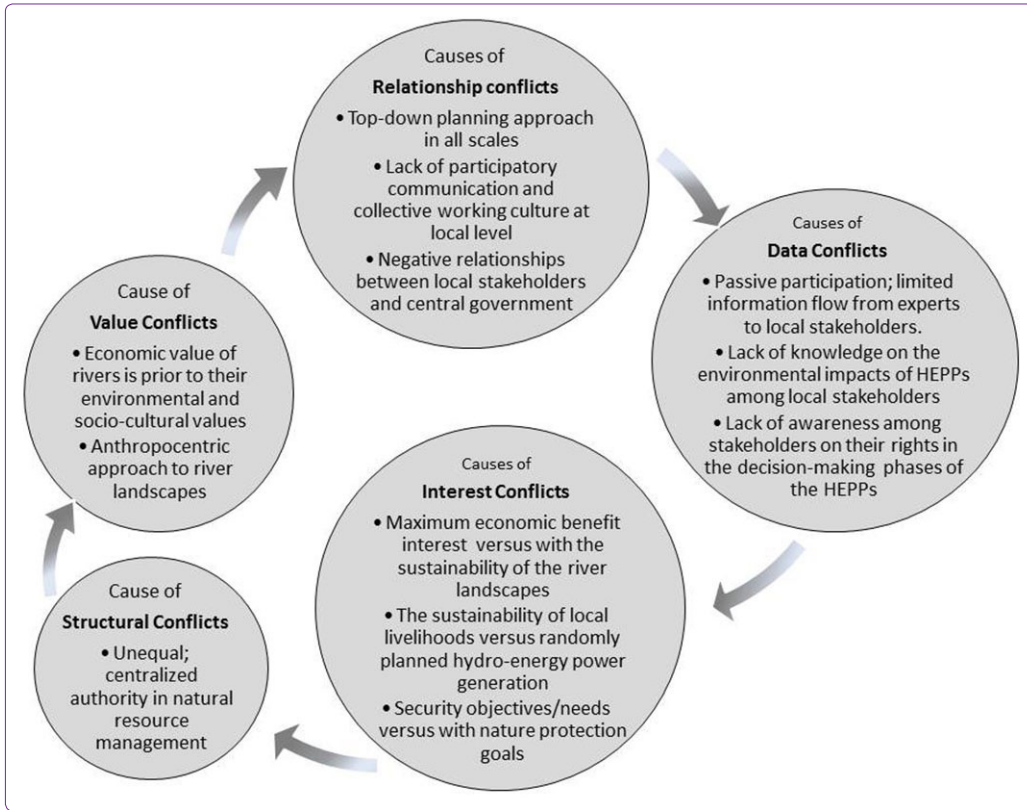 Causes of
Relationship conflicts
• Top-down planning approach
in all scales
• Lack of participatory
communication and
collective working culture at
local level
• Negative relationships
between local stakeholders
and central government
Causes of
Data Conflicts
• Passive participation; limited
information flow from experts
to local stakeholders.
• Lack of knowledge on the
environmental impacts of HEPPs
among local stakeholders
• Lack of awareness among
stakeholders on their rights in
the decision-making phases of
the HEPPs
Causes of
Interest Conflicts
• Maximum economic benefit
interest versus with the
sustainability of the river
landscapes
• The sustainability of local
livelihoods versus randomly
planned hydro-energy power
generation
• Security objectives/needs
versus with nature protection
goals
Cause of
Structural Conflicts
• Unequal;
centralized
authority in natural
resource
management
Cause of
Value Conflicts
• Economic value of
rivers is prior to their
environmental and
socio-cultural values
• Anthropocentric
approach to river
landscapes